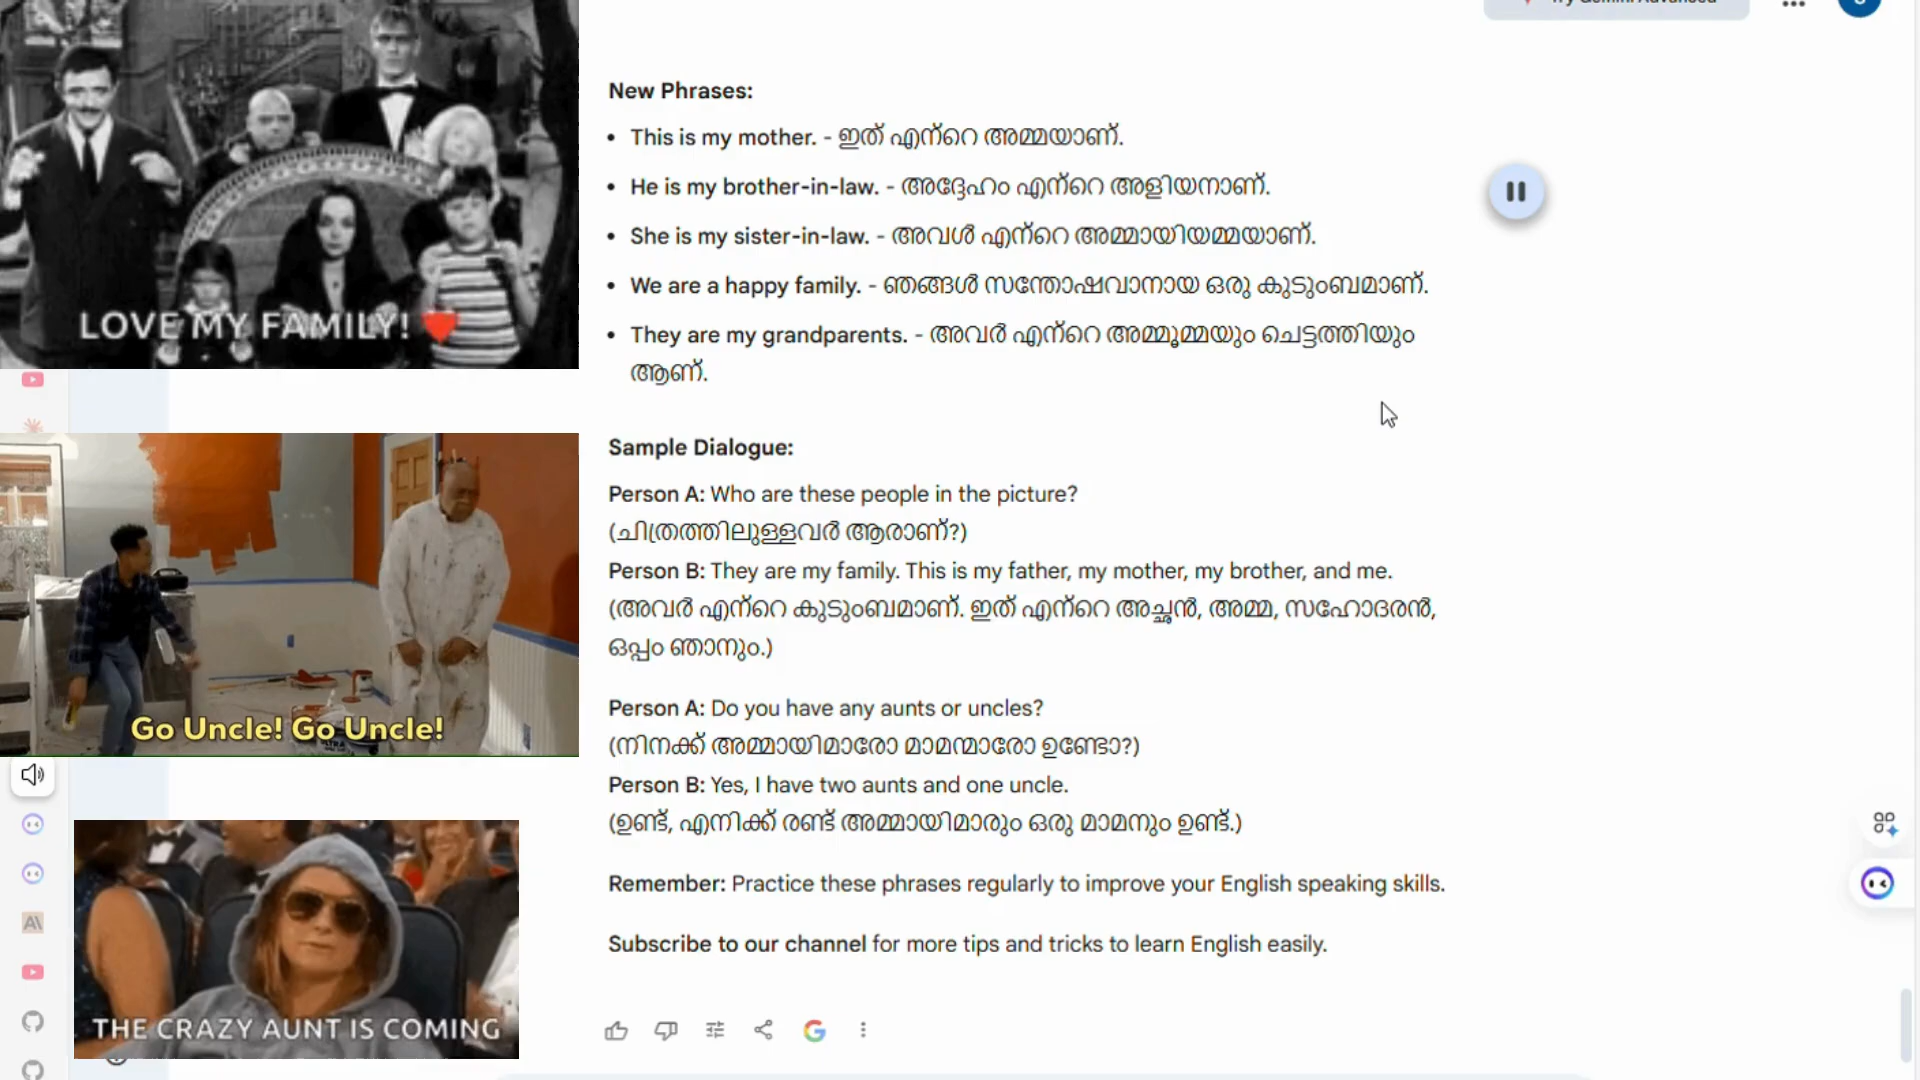 Try Gemini Advanced
LOVE MY FAMILY!
Go Uncle! Go Uncle!
THE CRAZY AUNT IS COMING
New Phrases:
• This is my mother. - ഇത് എന്റെ അമ്മയാണ്.
• He is my brother-in-law. - അദ്ദേഹം എന്റെ അളിയനാണ്.
• She is my sister-in-law. - അവൾ എന്റെ അമ്മായിയമ്മയാണ്.
• We are a happy family. - ഞങ്ങൾ സന്തോഷവാനായ ഒരു കുടുംബമാണ്.
• They are my grandparents. - അവർ എന്റെ അമ്മൂമ്മയും ചെട്ടത്തിയും
ആണ്.
Sample Dialogue:
Person A: Who are these people in the picture?
(ചിത്രത്തിലുള്ളവർ ആരാണ്?)
Person B: They are my family. This is my father, my mother, my brother, and me.
(അവർ എന്റെ കുടുംബമാണ്. ഇത് എന്റെ അച്ഛൻ, അമ്മ, സഹോദരൻ,
ഒപ്പം ഞാനും.)
Person A: Do you have any aunts or uncles?
(നിനക്ക് അമ്മായിമാരോ മാമന്മാരോ ഉണ്ടോ?)
Person B: Yes, I have two aunts and one uncle.
(ഉണ്ട്, എനിക്ക് രണ്ട് അമ്മായിമാരും ഒരു മാമനും ഉണ്ട്.)
Remember: Practice these phrases regularly to improve your English speaking skills.
Subscribe to our channel for more tips and tricks to learn English easily.